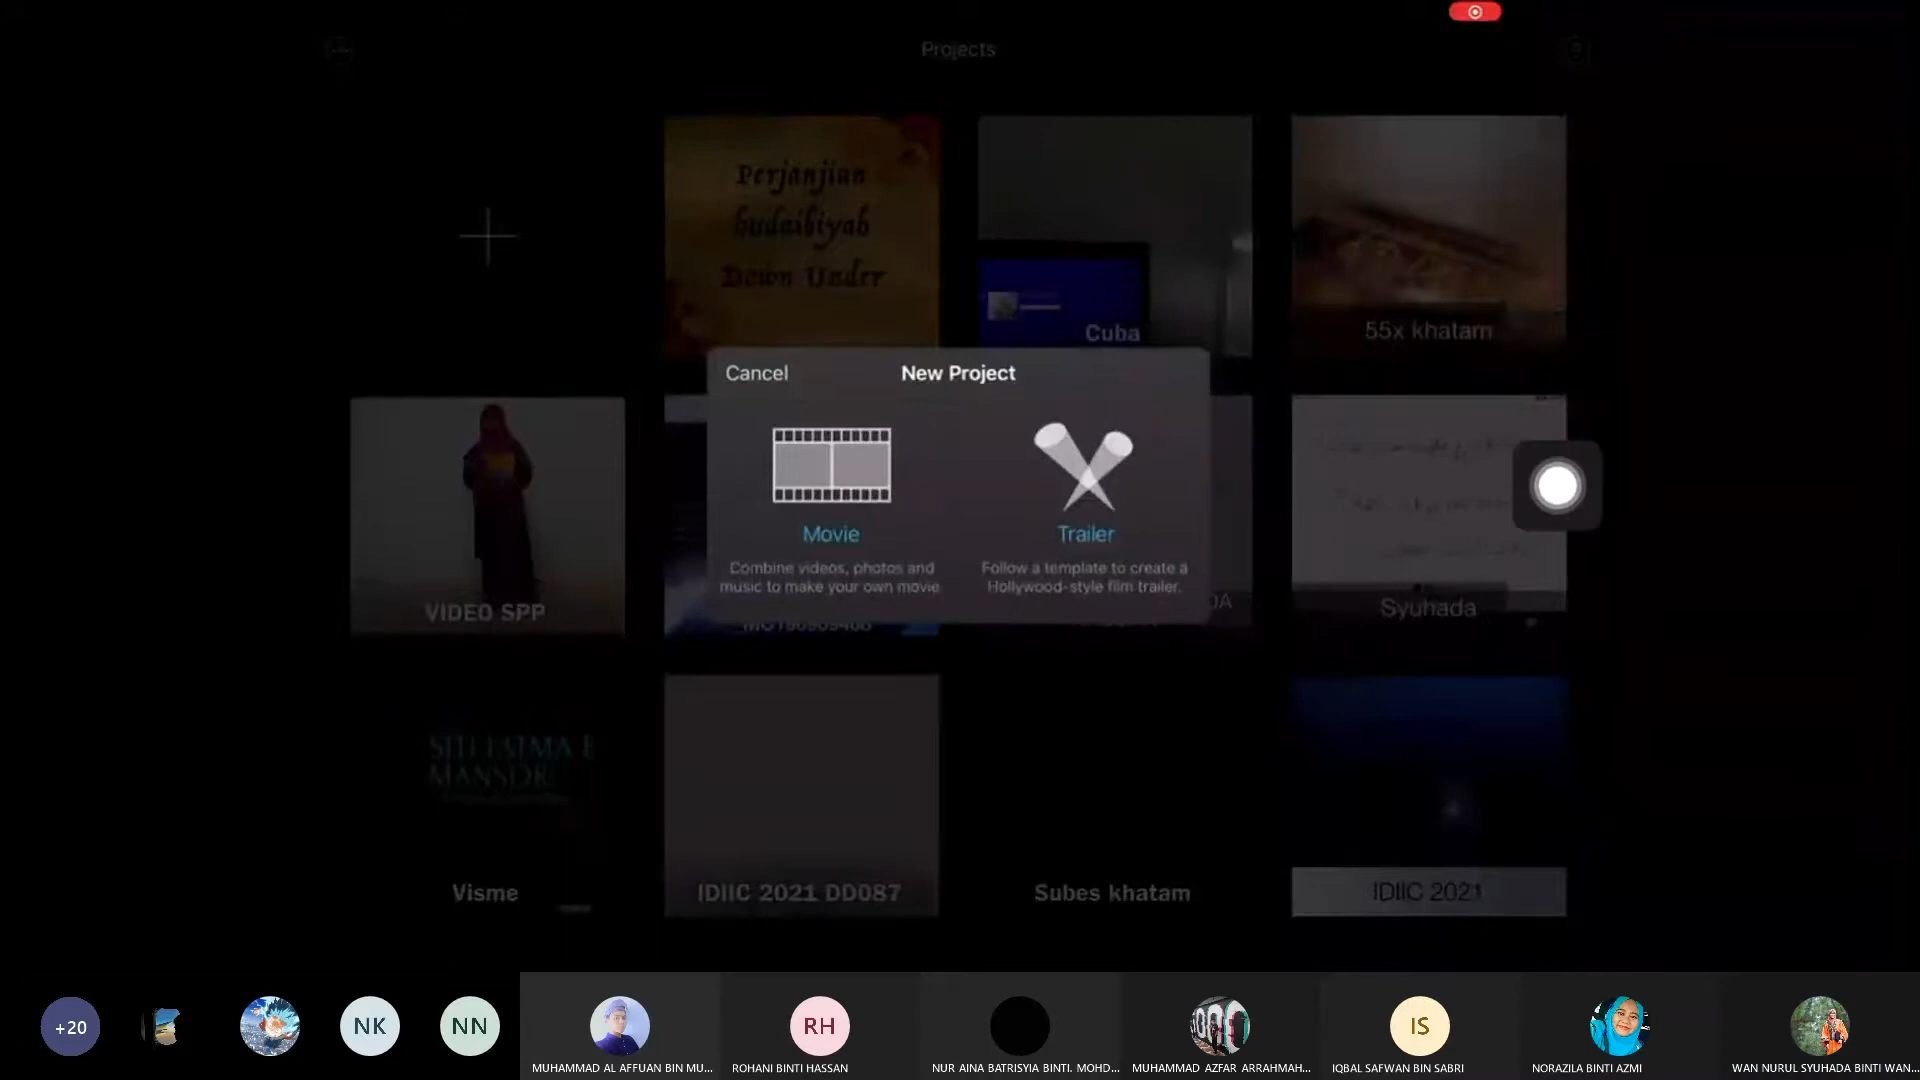 Projects
Perjanjian
hudaibiyah
Down Under
Cuba
55x khatam
Cancel
New Project
Movie
Trailer
Combine videos, photos and
music to make your own movie.
Follow a template to create a
Hollywood-style film trailer.
VIDEO SPP
Syuhada
SITI FATMA B
MANSOR
Visme
IDIIC 2021 DD087
Subes khatam
IDIIC 2021
+20
NK
NN
RH
IS
MUHAMMAD AL AFFUAN BIN MU...
ROHANI BINTI HASSAN
NUR AINA BATRISYIA BINTI. MOHD...
MUHAMMAD AZFAR ARRAHMAH...
IQBAL SAFWAN BIN SABRI
NORAZILA BINTI AZMI
WAN NURUL SYUHADA BINTI WAN...